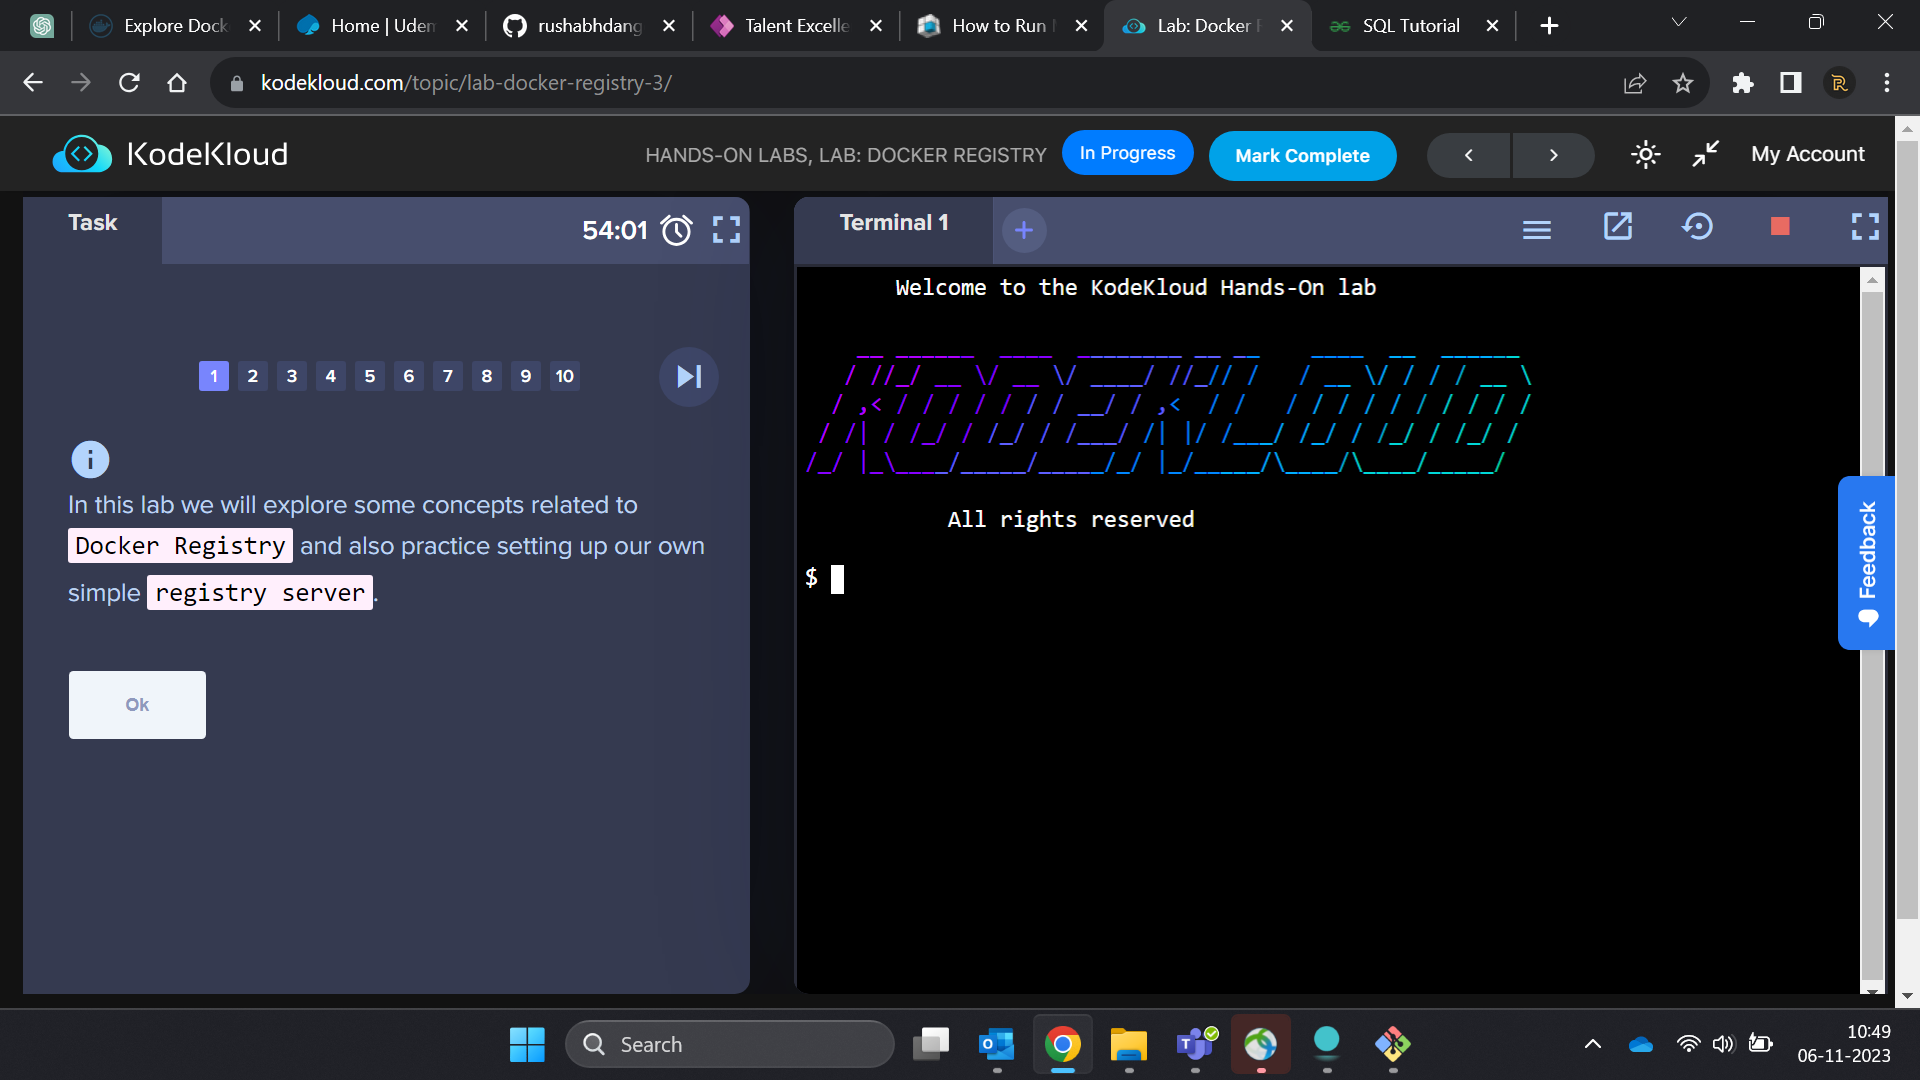 Explore Dock
Home | Udem
rushabhdang
Talent Excelle
How to Run
Lab: Docker
SQL Tutorial
kodekloud.com/topic/lab-docker-registry-3/
KodeKloud
HANDS-ON LABS, LAB: DOCKER REGISTRY
In Progress
Mark Complete
My Account
Task
54:01
Terminal 1
Welcome to the KodeKloud Hands-On lab
KODEKLOUD
All rights reserved
$
1 2 3 4 5 6 7 8 9 10
In this lab we will explore some concepts related to
Docker Registry and also practice setting up our own
simple registry server.
Ok
Feedback
Search
10:49
06-11-2023